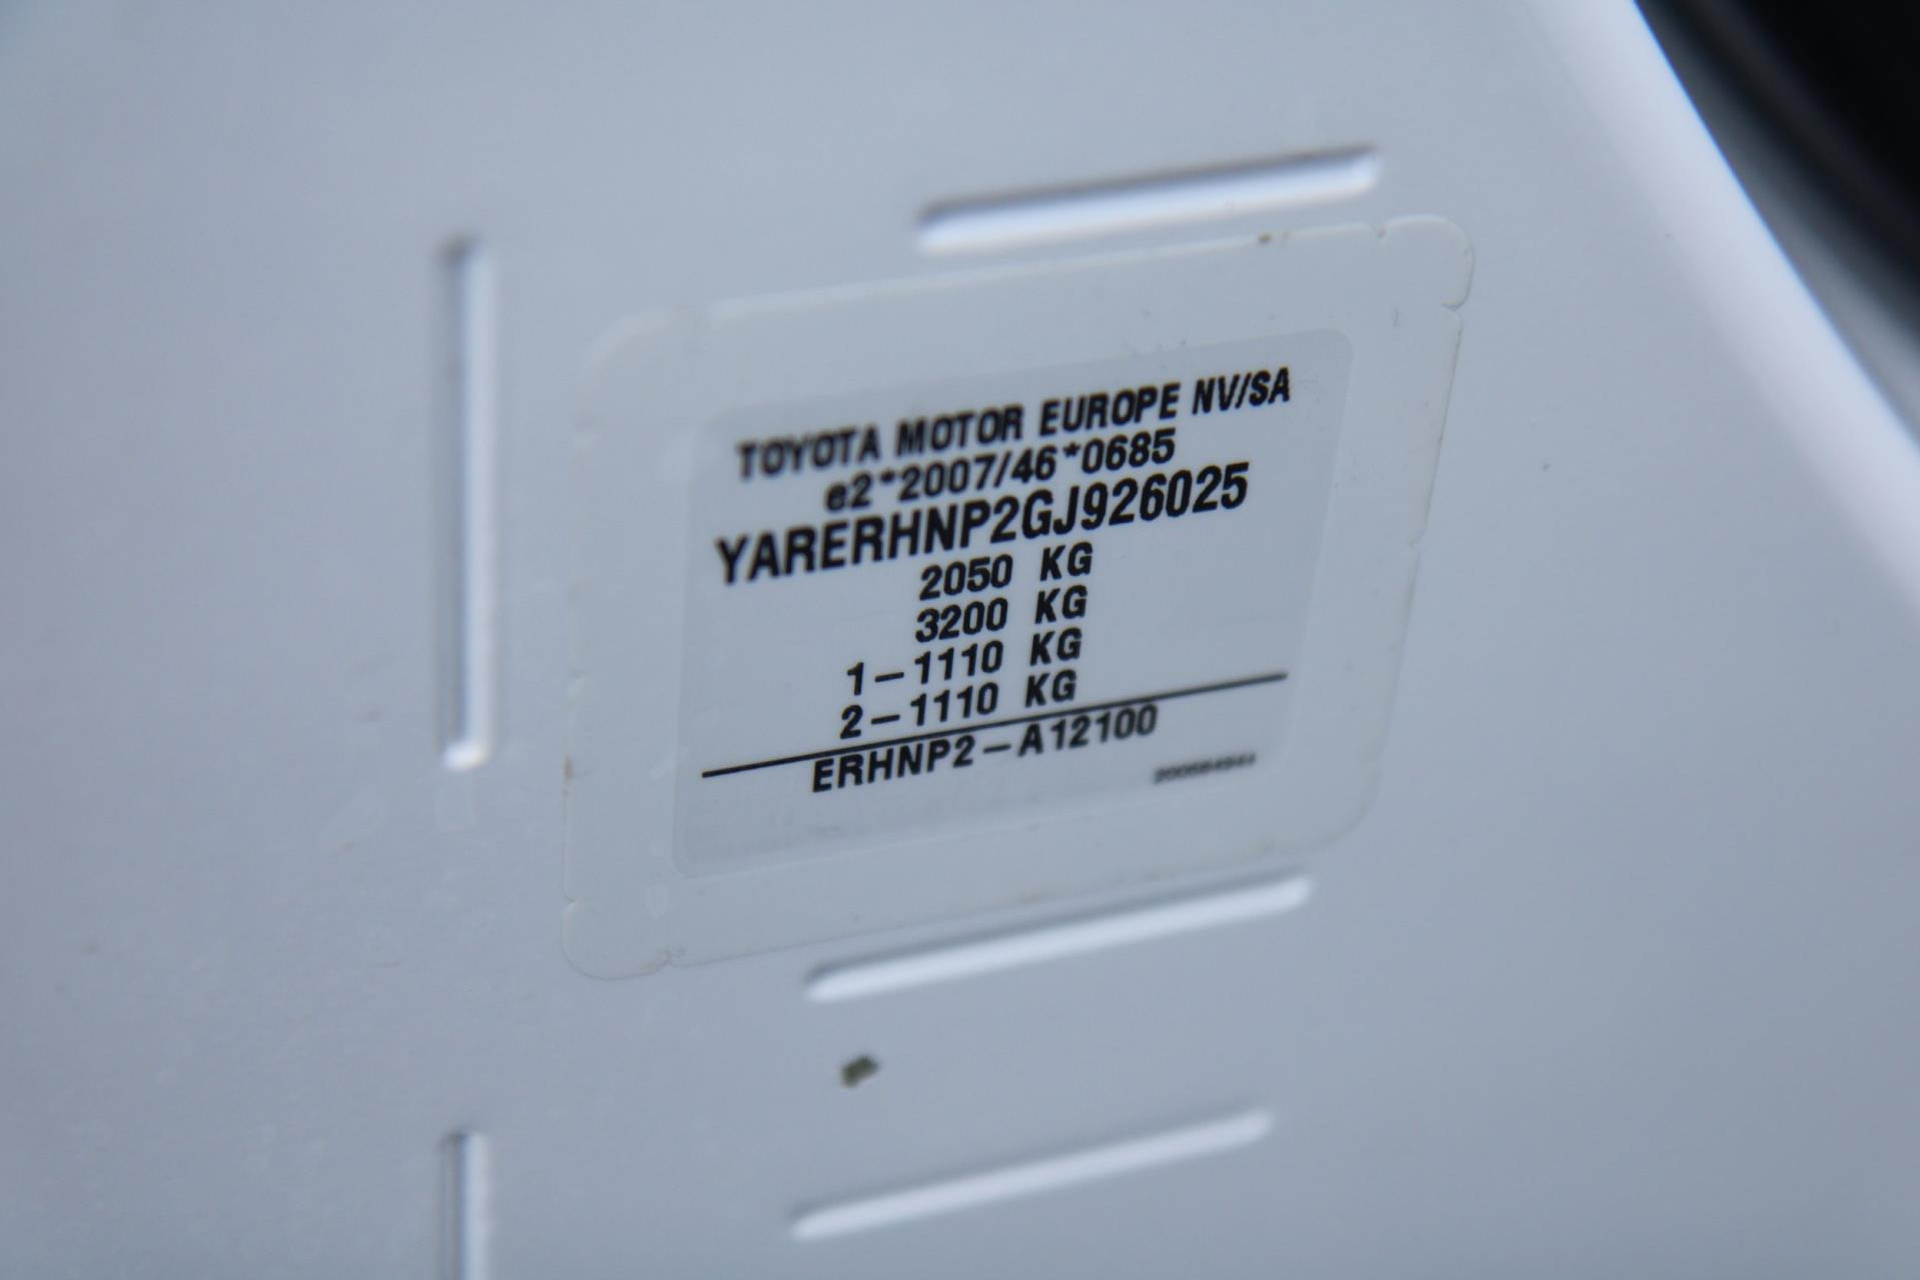 TOYOTA MOTOR EUROPE NV/SA
e2*2007/46*0685
YARERHNP2GJ926025
2050 KG
3200 KG
1-1110 KG
2-1110 KG
ERHNP2-A12100